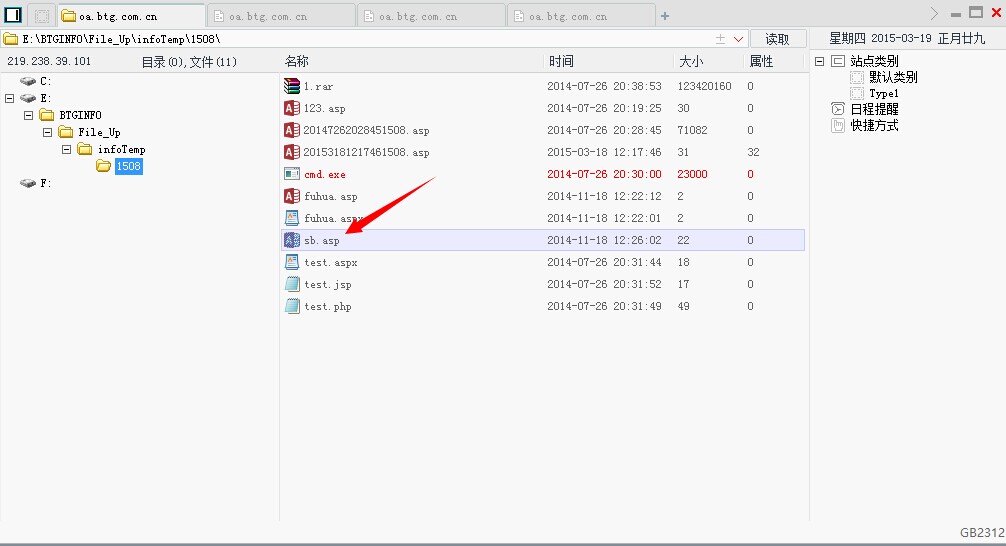 oa.btg.com.cn oa.btg.com.cn oa.btg.com.cn oa.btg.com.cn
E:\BTGINFO\File_Up\infoTemp\1508\ 读取 星期四 2015-03-19 正月廿九
219.238.39.101 目录(0),文件(11) 名称 时间 大小 属性
C:
E:
BTGINFO
File_Up
infoTemp
1508
F:
1.rar 2014-07-26 20:38:53 123420160 0
123.asp 2014-07-26 20:19:25 30 0
20147262028451508.asp 2014-07-26 20:28:45 71082 0
20153181217461508.asp 2015-03-18 12:17:46 31 32
cmd.exe 2014-07-26 20:30:00 23000 0
fuhua.asp 2014-11-18 12:22:12 2 0
fuhua.aspx 2014-11-18 12:22:01 2 0
sb.asp 2014-11-18 12:26:02 22 0
test.aspx 2014-07-26 20:31:44 18 0
test.jsp 2014-07-26 20:31:52 17 0
test.php 2014-07-26 20:31:49 49 0
站点类别
默认类别
Type1
日程提醒
快捷方式
GB2312